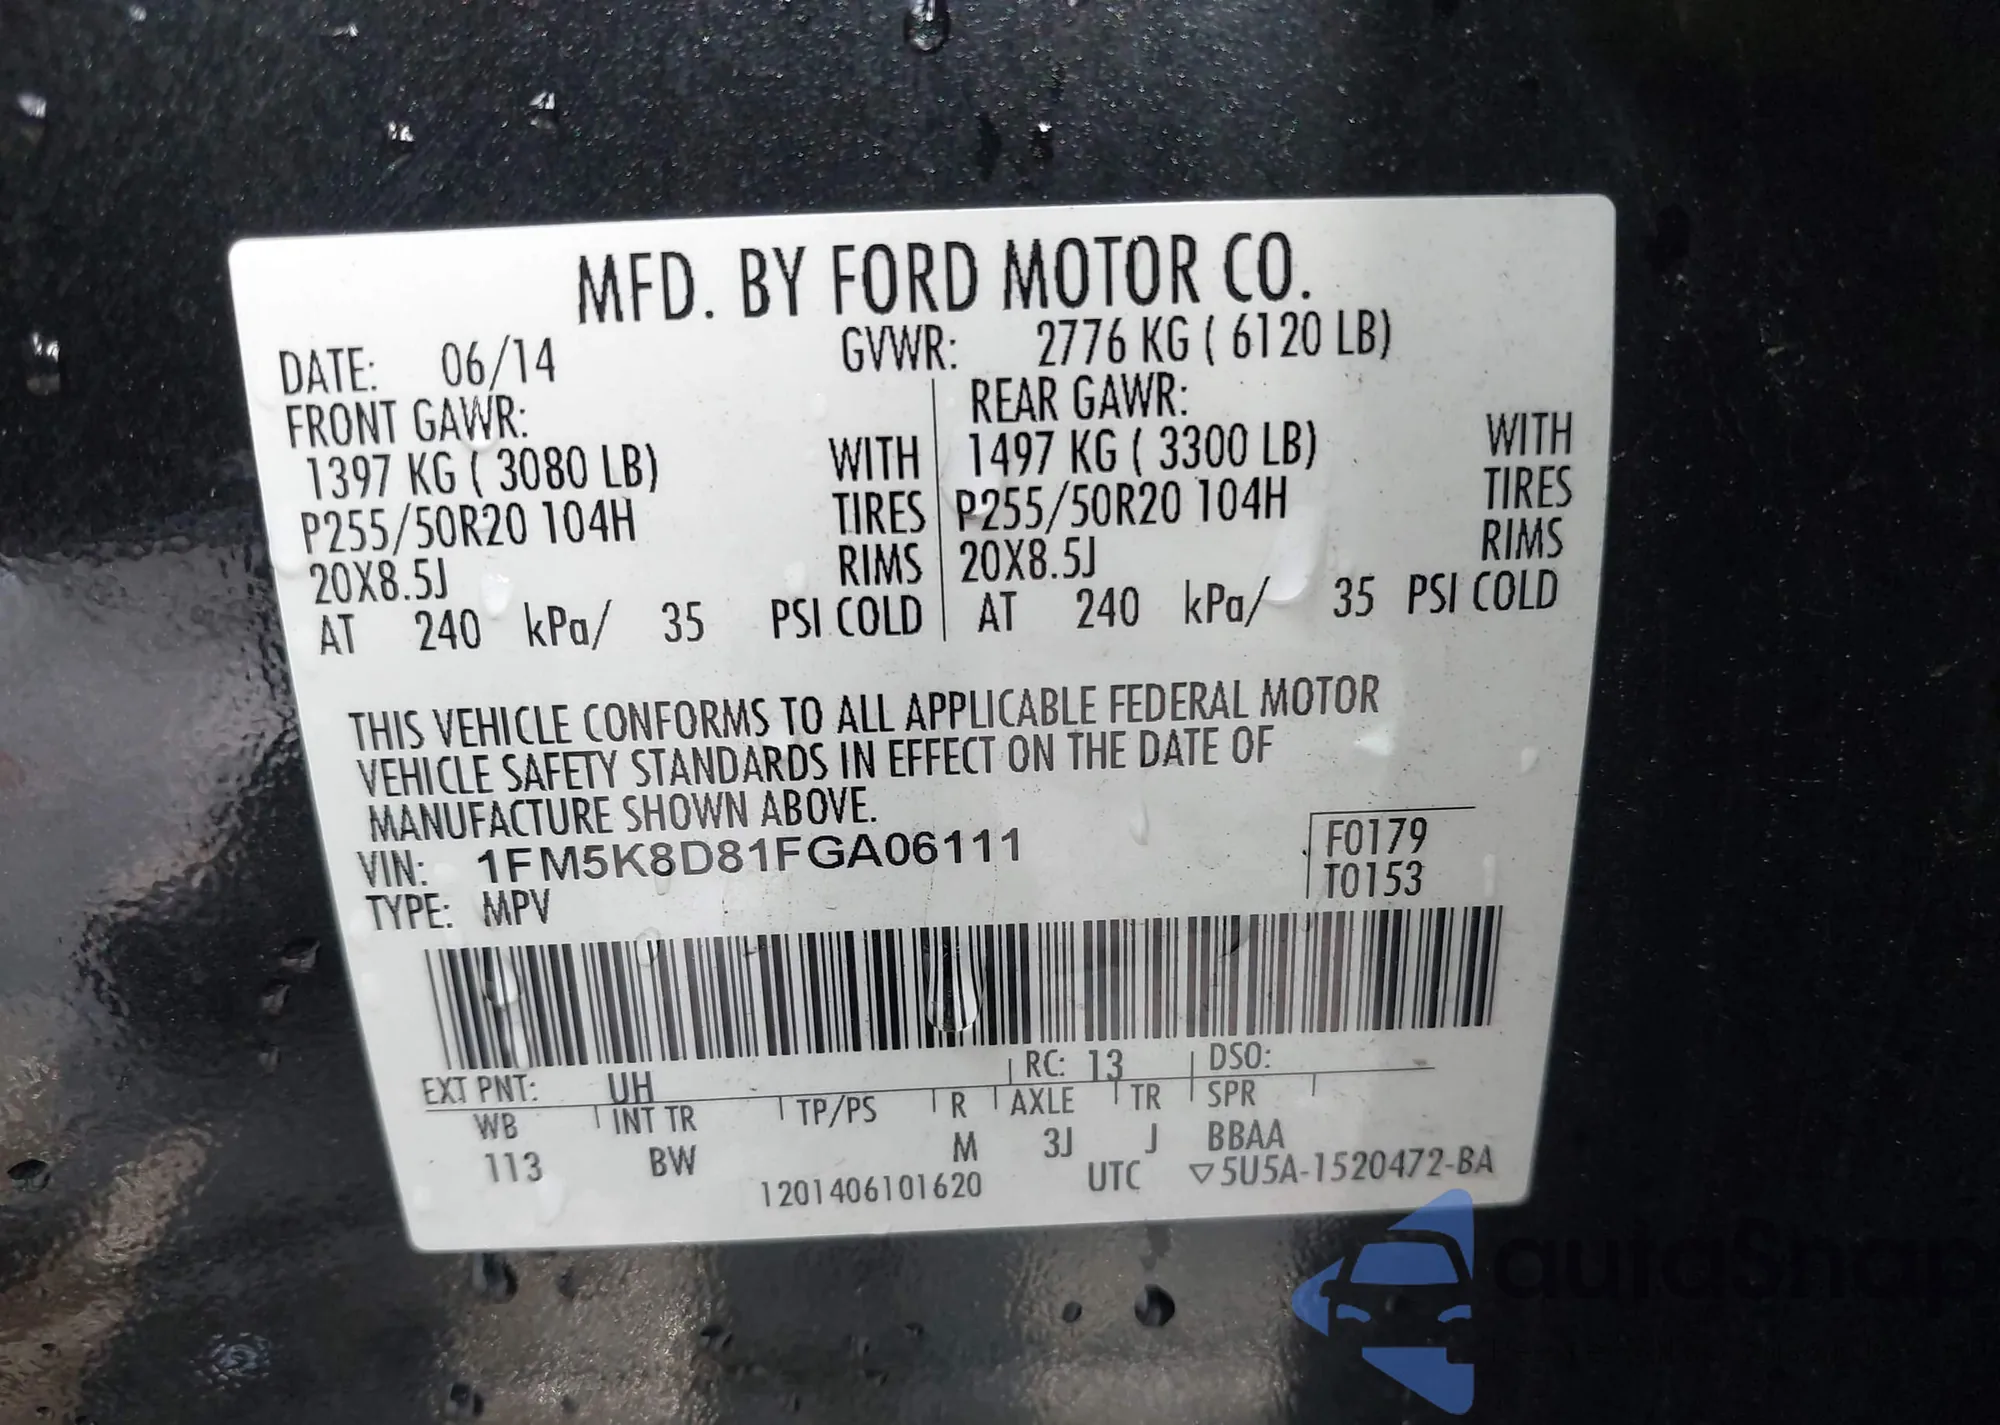 MFD. BY FORD MOTOR CO.
DATE: 06/14 GVWR: 2776 KG ( 6120 LB)
FRONT GAWR: REAR GAWR:
1397 KG ( 3080 LB) WITH 1497 KG ( 3300 LB) WITH
P255/50R20 104H TIRES P255/50R20 104H TIRES
20X8.5J RIMS 20X8.5J RIMS
AT 240 kPa/ 35 PSI COLD AT 240 kPa/ 35 PSI COLD
THIS VEHICLE CONFORMS TO ALL APPLICABLE FEDERAL MOTOR
VEHICLE SAFETY STANDARDS IN EFFECT ON THE DATE OF
MANUFACTURE SHOWN ABOVE.
VIN: 1FM5K8D81FGA06111 F0179
TYPE: MPV T0153
EXT PNT: UH RC: 13 DSO:
WB INT TR TP/PS R AXLE TR SPR
113 BW M 3J J BBAA
1201406101620 UTC ▽5U5A-1520472-BA
autaShap